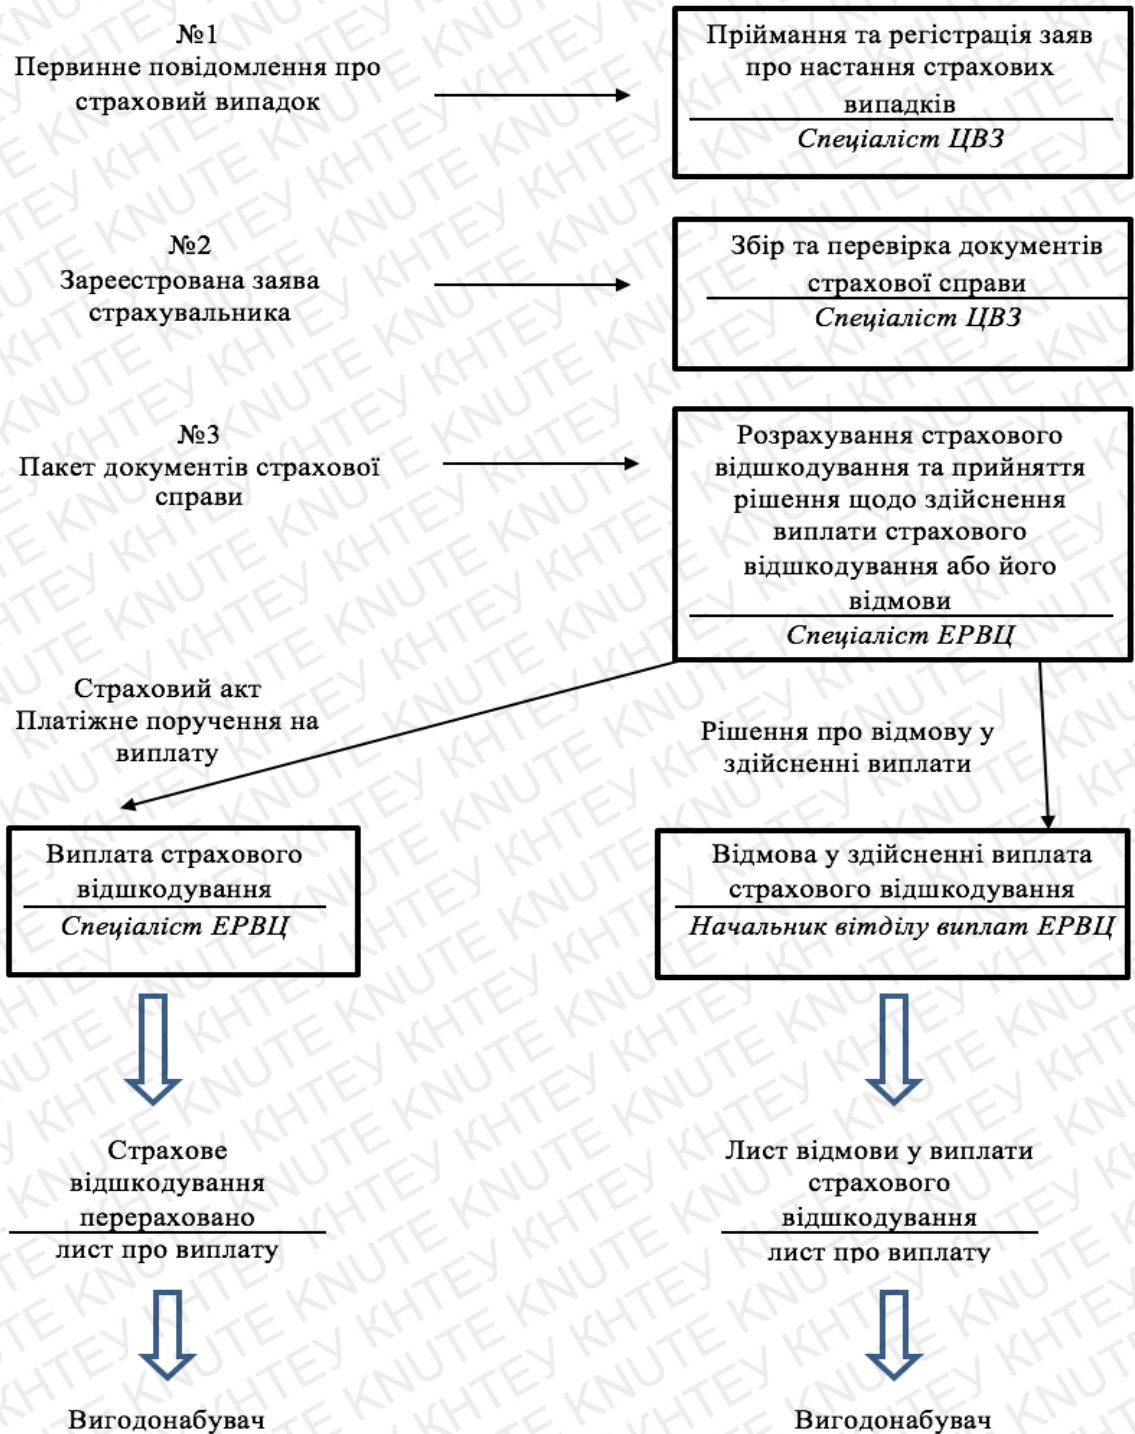 №1
Первинне повідомлення про
страховий випадок
Пріймання та регістрація заяв
про настання страхових
випадків
Спеціаліст ЦВЗ
№2
Зареестрована заява
страхувальника
Збір та перевірка документів
страхової справи
Спеціаліст ЦВЗ
№3
Пакет документів страхової
справи
Розрахування страхового
відшкодування та прийняття
рішення щодо здійснення
виплати страхового
відшкодування або його
відмови
Спеціаліст ЕРВЦ
Страховий акт
Платіжне поручення на
виплату
Рішення про відмову у
здійсненні виплати
Виплата страхового
відшкодування
Спеціаліст ЕРВЦ
Відмова у здійсненні виплата
страхового відшкодування
Начальник вітділу виплат ЕРВЦ
Страхове
відшкодування
перераховано
лист про виплату
Лист відмови у виплати
страхового
відшкодування
лист про виплату
Вигодонабувач
Вигодонабувач